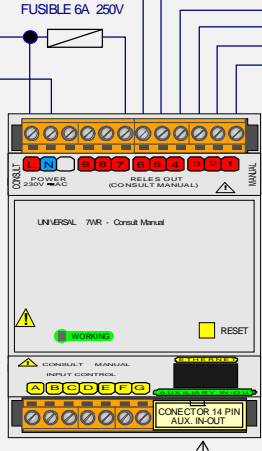 FUSIBLE 6A 250V
CONSULT
L N 9 8 7 6 5 4 3 2 1
MANUAL
POWER
230V AC
RELES OUT
(CONSULT MANUAL)
UNIVERSAL 7WR - Consult Manual
WORKING
RESET
CONSULT MANUAL
INPUT CONTROL
A B C D E F G
ETHERNET
AUXILIARY IN-OUT
CONECTOR 14 PIN
AUX. IN-OUT